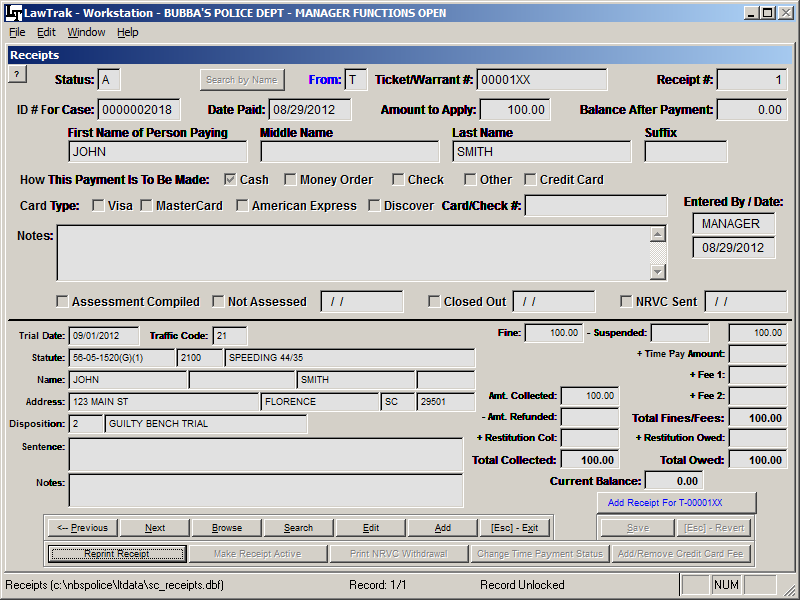 LawTrak - Workstation - BUBBA'S POLICE DEPT - MANAGER FUNCTIONS OPEN
File Edit Window Help
Receipts
? Status: A Search by Name From: T Ticket/Warrant #: 00001XX Receipt #: 1
ID # For Case: 0000002018 Date Paid: 08/29/2012 Amount to Apply: 100.00 Balance After Payment: 0.00
First Name of Person Paying Middle Name Last Name Suffix
JOHN SMITH
How This Payment Is To Be Made: Cash Money Order Check Other Credit Card
Card Type: Visa MasterCard American Express Discover Card/Check #: Entered By / Date:
MANAGER
Notes: 08/29/2012
Assessment Compiled Not Assessed / / Closed Out / / NRVC Sent / /
Trial Date: 09/01/2012 Traffic Code: 21 Fine: 100.00 - Suspended: 100.00
Statute: 56-05-1520(G)(1) 2100 SPEEDING 44/35 + Time Pay Amount:
Name: JOHN SMITH + Fee 1:
Address: 123 MAIN ST FLORENCE SC 29501 Amt. Collected: 100.00 + Fee 2:
Disposition: 2 GUILTY BENCH TRIAL - Amt. Refunded: Total Fines/Fees: 100.00
Sentence: + Restitution Col: + Restitution Owed:
Total Collected: 100.00 Total Owed: 100.00
Notes: Current Balance: 0.00
Add Receipt For T-00001XX
<-- Previous Next Browse Search Edit Add [Esc] - Exit Save [Esc] - Revert
Reprint Receipt Make Receipt Active Print NRVC Withdrawal Change Time Payment Status Add/Remove Credit Card Fee
Receipts (c:\nbspolice\ltdata\sc_receipts.dbf) Record: 1/1 Record Unlocked NUM